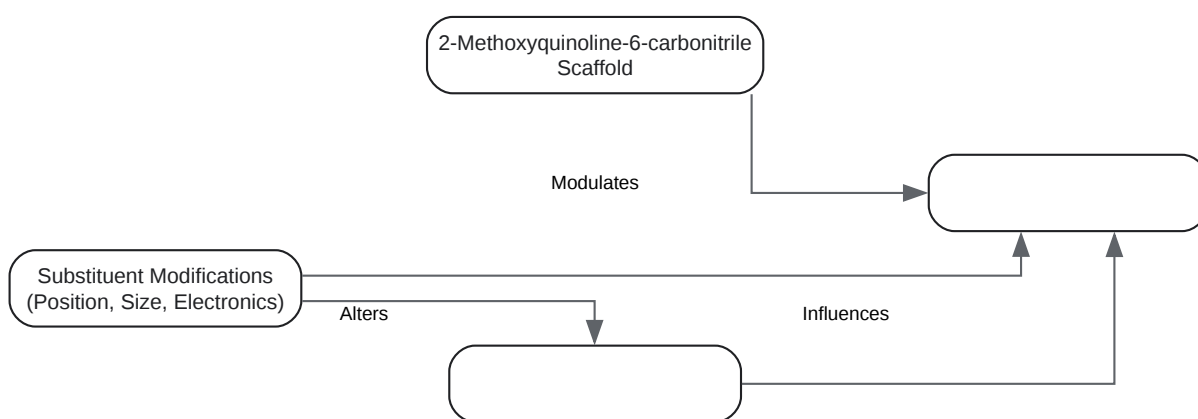 2-Methoxyquinoline-6-carbonitrile
Scaffold
Modulates
Substituent Modifications
(Position, Size, Electronics)
Alters
Influences